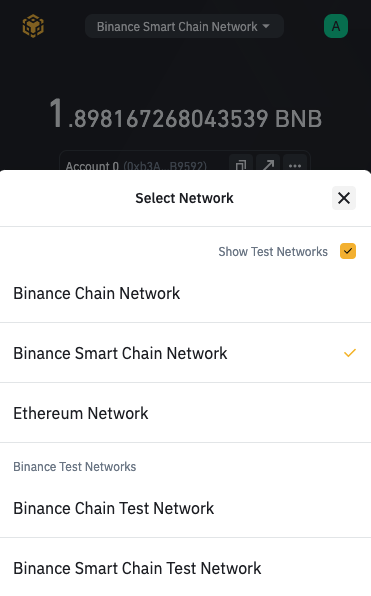 Binance Smart Chain Network
A
1.898167268043539 BNB
Account 0 (0xb3A...B9592)
Select Network
Show Test Networks
Binance Chain Network
Binance Smart Chain Network
Ethereum Network
Binance Test Networks
Binance Chain Test Network
Binance Smart Chain Test Network